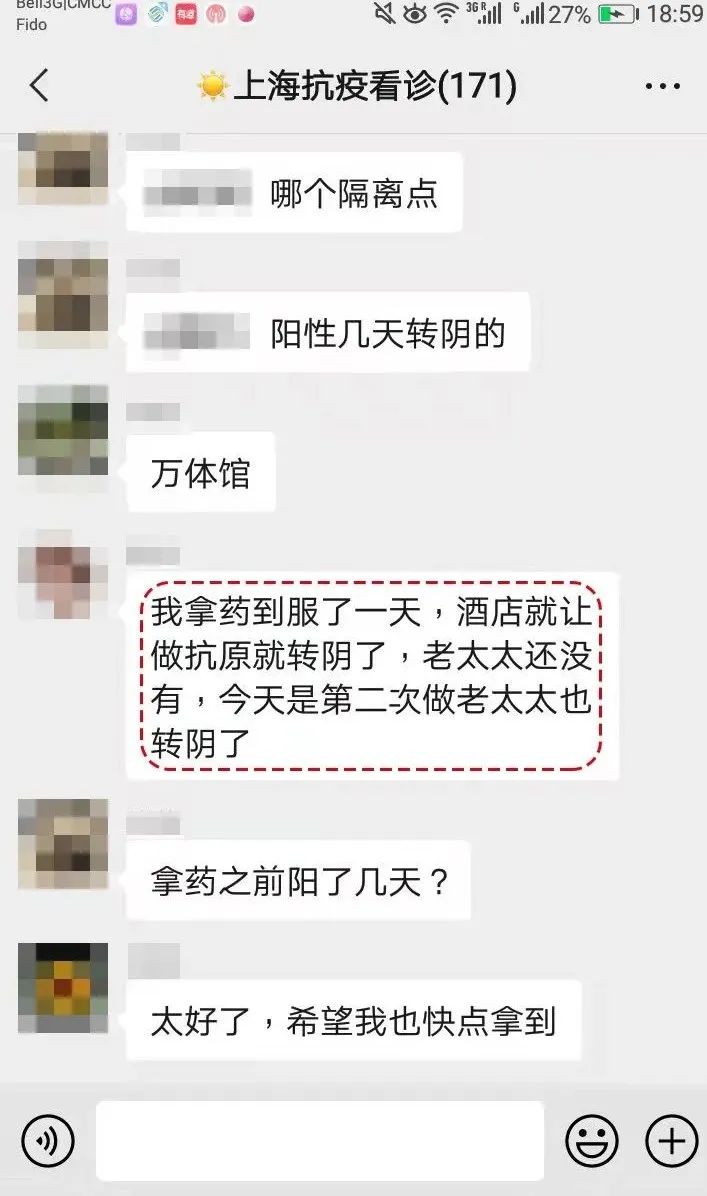 Bell3G|CMCC
Fido
有道
3G R
G
27%
18:59
上海抗疫看诊(171)
哪个隔离点
阳性几天转阴的
万体馆
我拿药到服了一天，酒店就让
做抗原就转阴了，老太太还没
有，今天是第二次做老太太也
转阴了
拿药之前阳了几天？
太好了，希望我也快点拿到